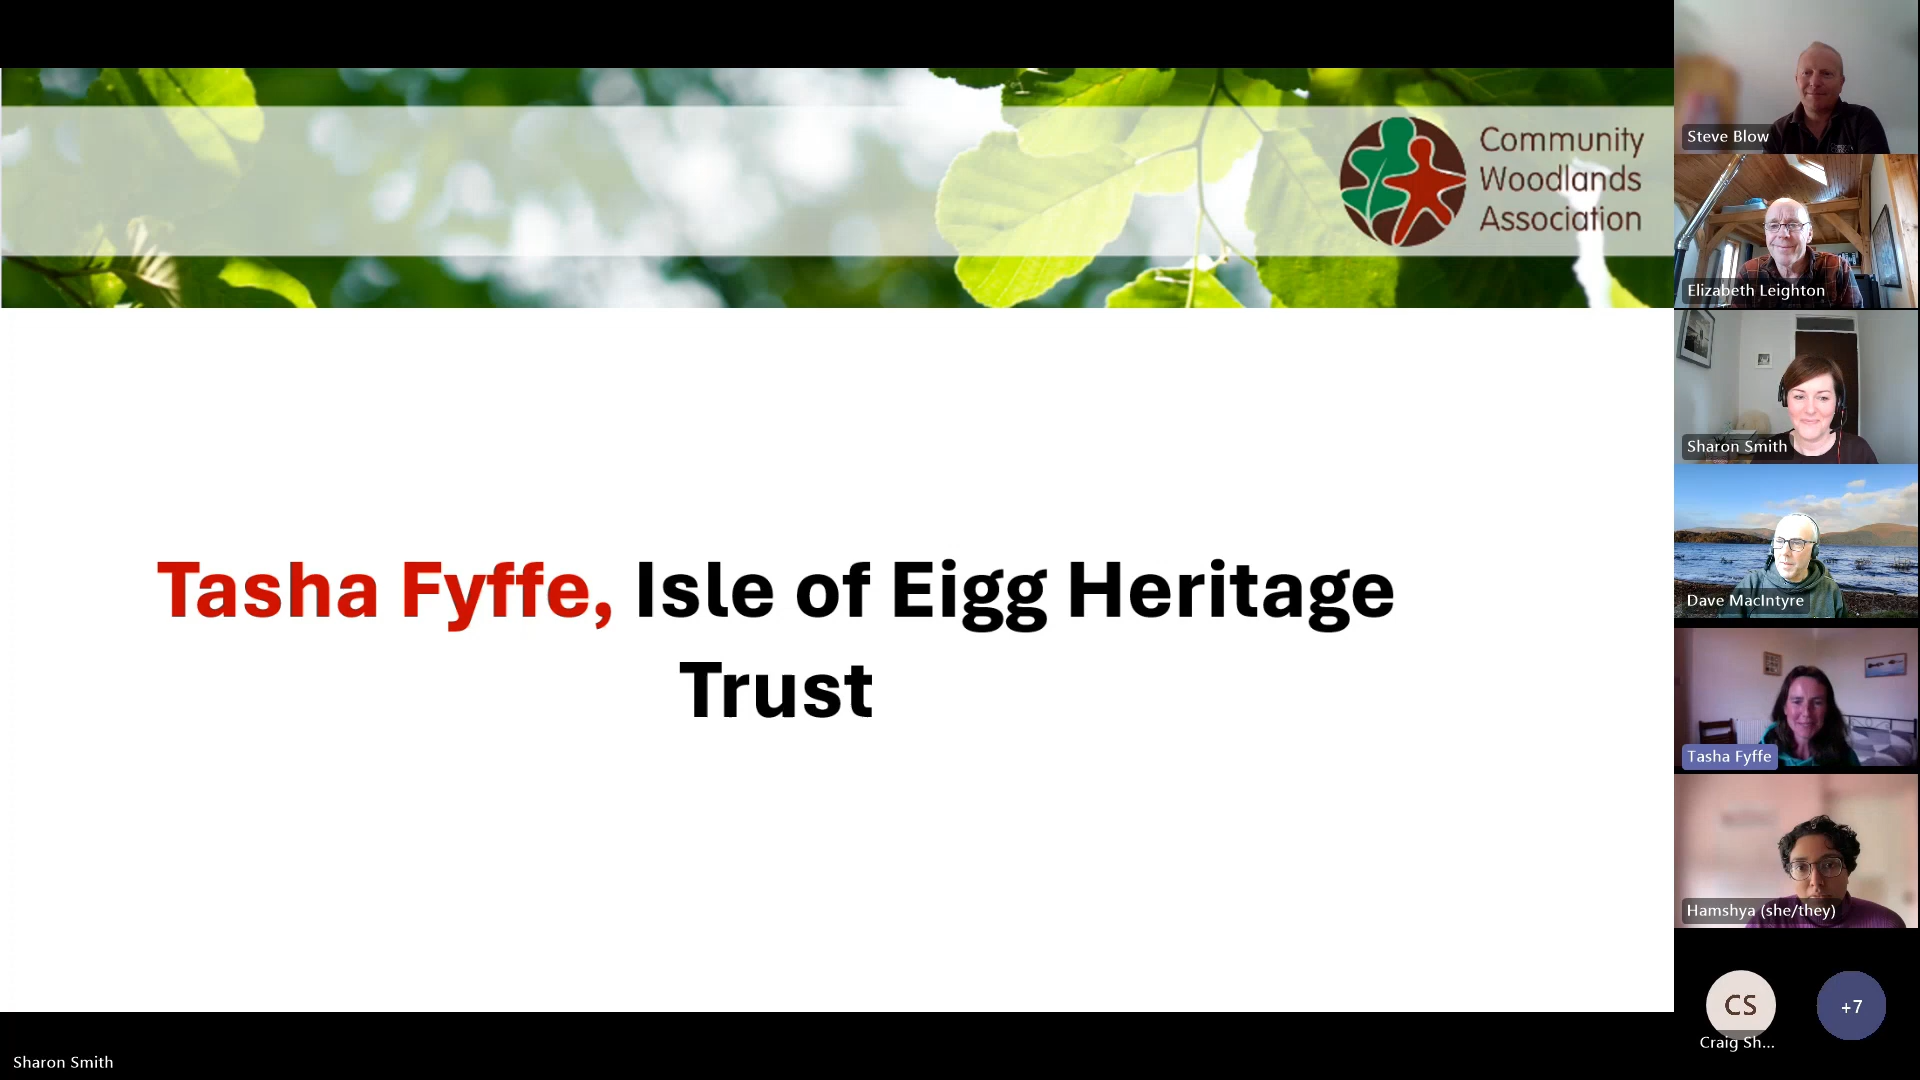 Community
Woodlands
Association
Tasha Fyffe, Isle of Eigg Heritage
Trust
Steve Blow
Elizabeth Leighton
Sharon Smith
Dave MacIntyre
Tasha Fyffe
Hamshya (she/they)
CS
+7
Craig Sh...
Sharon Smith